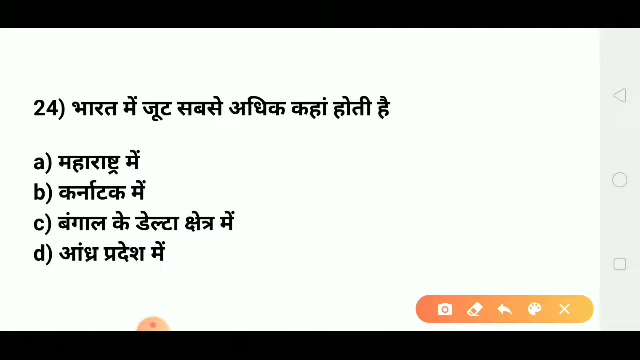 24) भारत में जूट सबसे अधिक कहां होती है
a) महाराष्ट्र में
b) कर्नाटक में
c) बंगाल के डेल्टा क्षेत्र में
d) आंध्र प्रदेश में